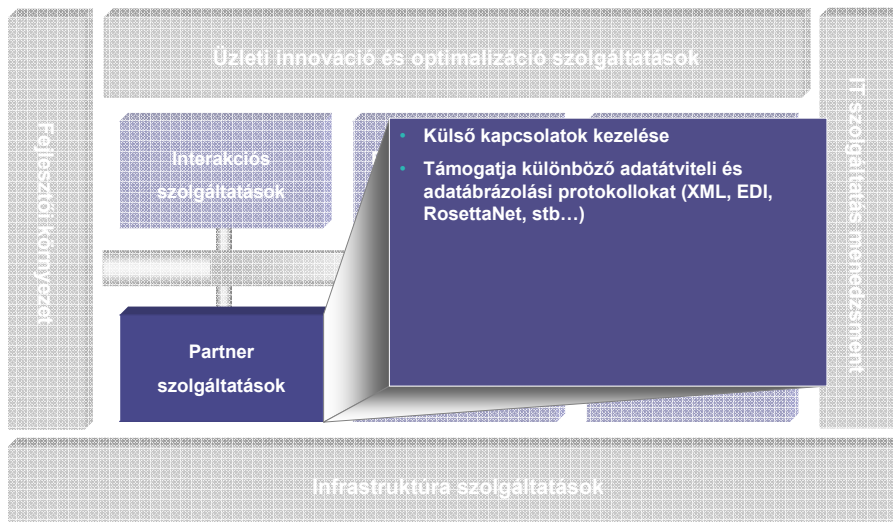 Üzleti innováció és optimalizáció szolgáltatások
Fejlesztői környezet
Interakciós
szolgáltatások
• Külső kapcsolatok kezelése
• Támogatja különböző adatátviteli és
adatábrázolási protokollokat (XML, EDI,
RosettaNet, stb…)
IT szolgáltatás menedzsment
Partner
szolgáltatások
Infrastruktúra szolgáltatások